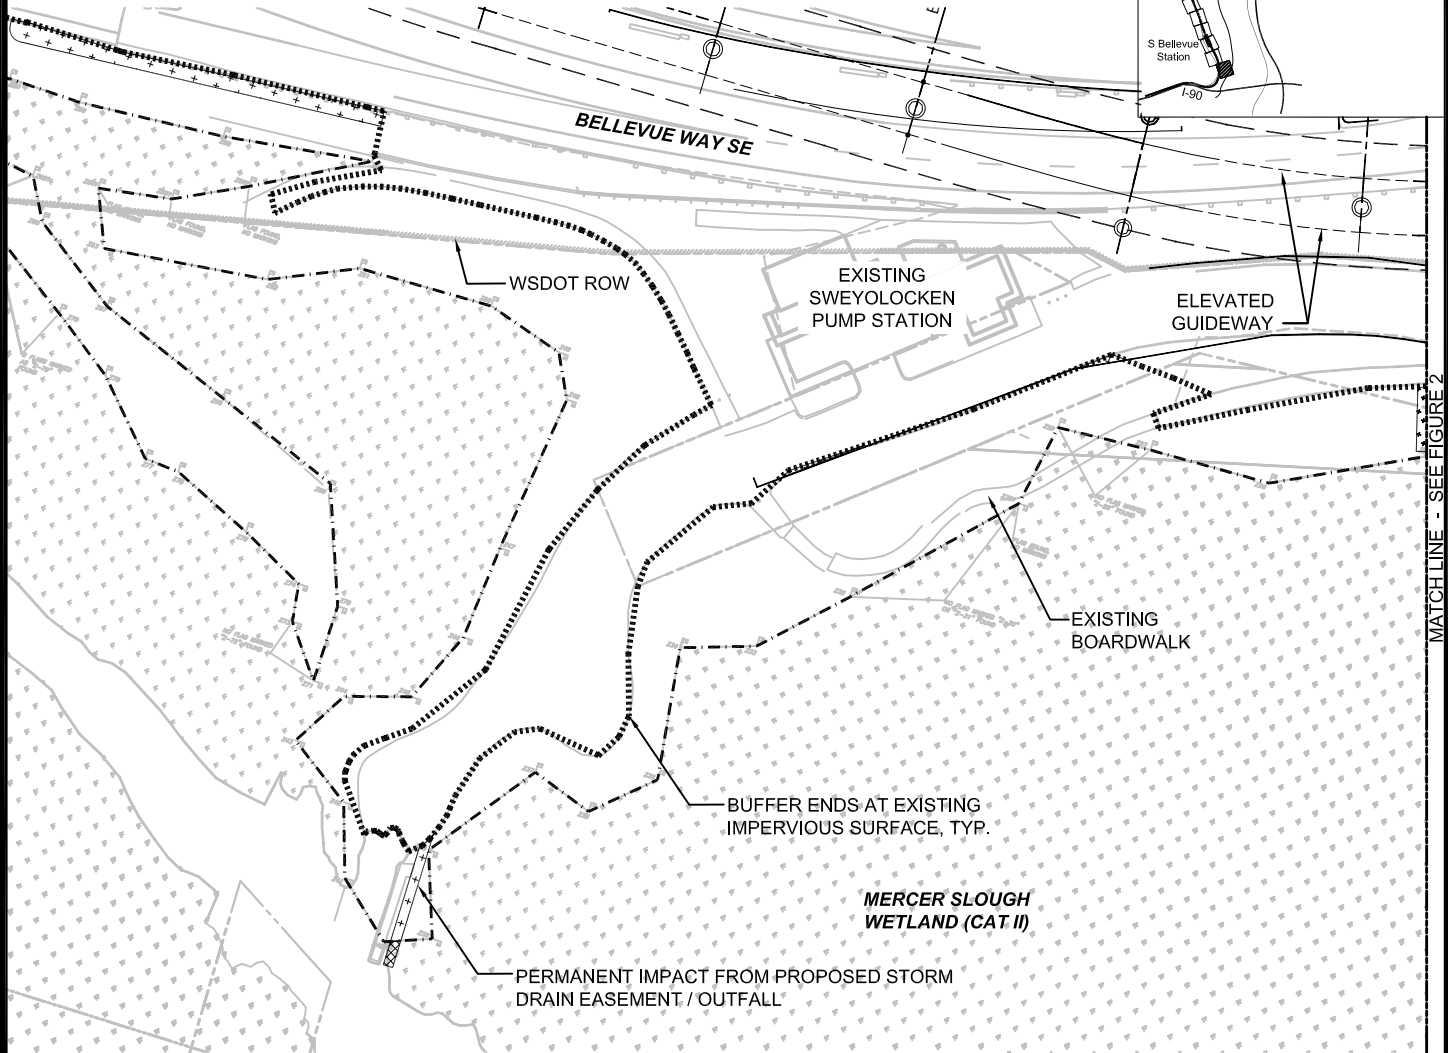 S Bellevue
Station
I-90
BELLEVUE WAY SE
WSDOT ROW
EXISTING
SWEYOLOCKEN
PUMP STATION
ELEVATED
GUIDEWAY
MATCH LINE - SEE FIGURE 2
EXISTING
BOARDWALK
BUFFER ENDS AT EXISTING
IMPERVIOUS SURFACE, TYP.
MERCER SLOUGH
WETLAND (CAT II)
PERMANENT IMPACT FROM PROPOSED STORM
DRAIN EASEMENT / OUTFALL